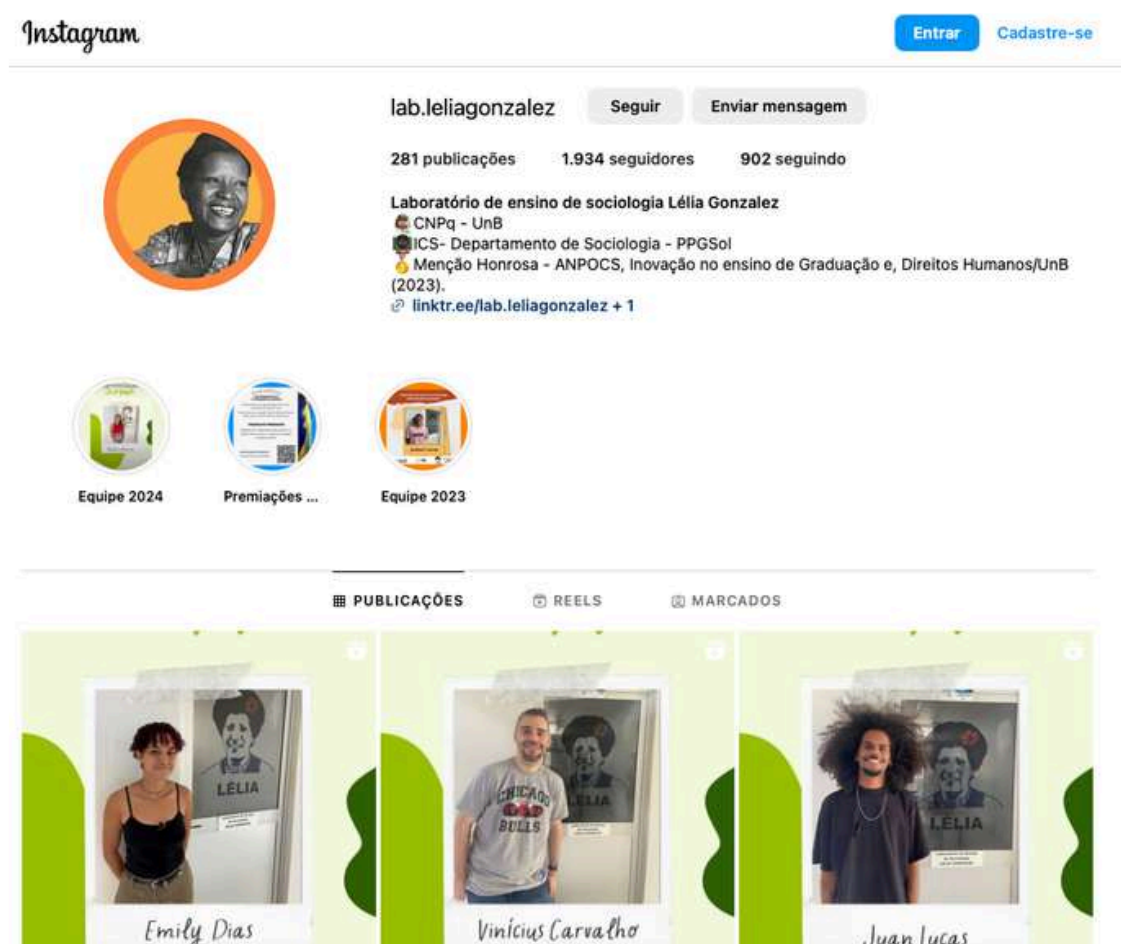 Instagram
Entrar
Cadastre-se
lab.leliagonzalez
Seguir
Enviar mensagem
281 publicações 1.934 seguidores 902 seguindo
Laboratório de ensino de sociologia Lélia Gonzalez
CNPq - UnB
ICS- Departamento de Sociologia - PPGSol
Menção Honrosa - ANPOCS, Inovação no ensino de Graduação e, Direitos Humanos/UnB
(2023).
linktr.ee/lab.leliagonzalez + 1
Equipe 2024
Premiações ...
Equipe 2023
PUBLICAÇÕES
REELS
MARCADOS
LÉLIA
CHICAGO
BULLS
LÉLIA
LÉLIA
Emily Dias
Vinícius Carvalho
Juan Lucas